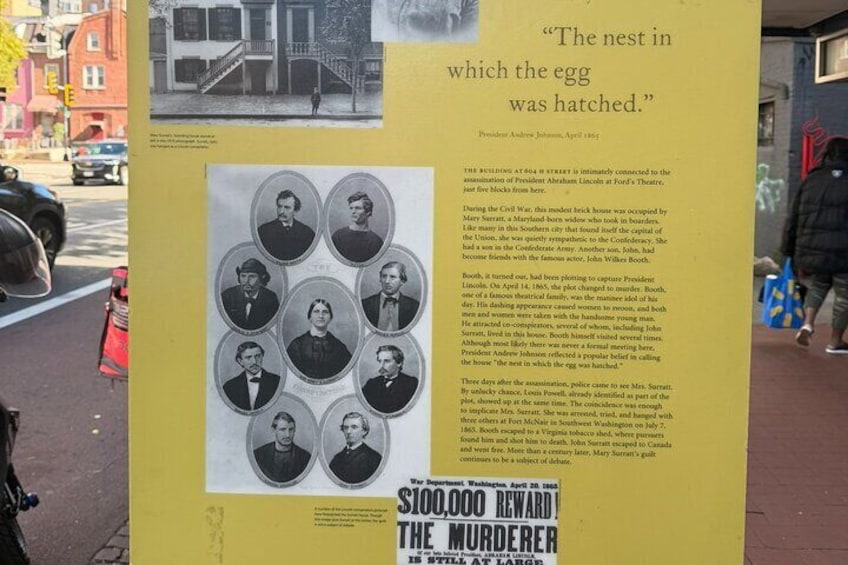 “The nest in
which the egg
was hatched.”
President Andrew Johnson, April 1865
THE BUILDING AT 604 H STREET is intimately connected to the
assassination of President Abraham Lincoln at Ford's Theatre,
just five blocks from here.
During the Civil War, this modest brick house was occupied by
Mary Surratt, a Maryland-born widow who took in boarders.
Like many in this Southern city that found itself the capital of
the Union, she was quietly sympathetic to the Confederacy. She
had a son in the Confederate Army. Another son, John, had
become friends with the famous actor, John Wilkes Booth.
Booth, it turned out, had been plotting to capture President
Lincoln. On April 14, 1865, the plot changed to murder. Booth,
one of a famous theatrical family, was the matinee idol of his
day. His dashing appearance caused women to swoon, and both
men and women were taken with the handsome young man.
He attracted co-conspirators, several of whom, including John
Surratt, lived in this house. Booth himself visited several times.
Although most likely there was never a formal meeting here,
President Andrew Johnson reflected a popular belief in calling
the house “the nest in which the egg was hatched.”
Three days after the assassination, police came to see Mrs. Surratt.
By unlucky chance, Louis Powell, already identified as part of the
plot, showed up at the same time. The coincidence was enough
to implicate Mrs. Surratt. She was arrested, tried, and hanged with
three others at Fort McNair in Southwest Washington on July 7,
1865. Booth escaped to a Virginia tobacco shed, where pursuers
found him and shot him to death. John Surratt escaped to Canada
and went free. More than a century later, Mary Surratt's guilt
continues to be a subject of debate.
THE
CONSPIRATORS
War Department, Washington, April 20, 1865
$100,000 REWARD!
THE MURDERER
Of our late beloved President, ABRAHAM LINCOLN,
IS STILL AT LARGE